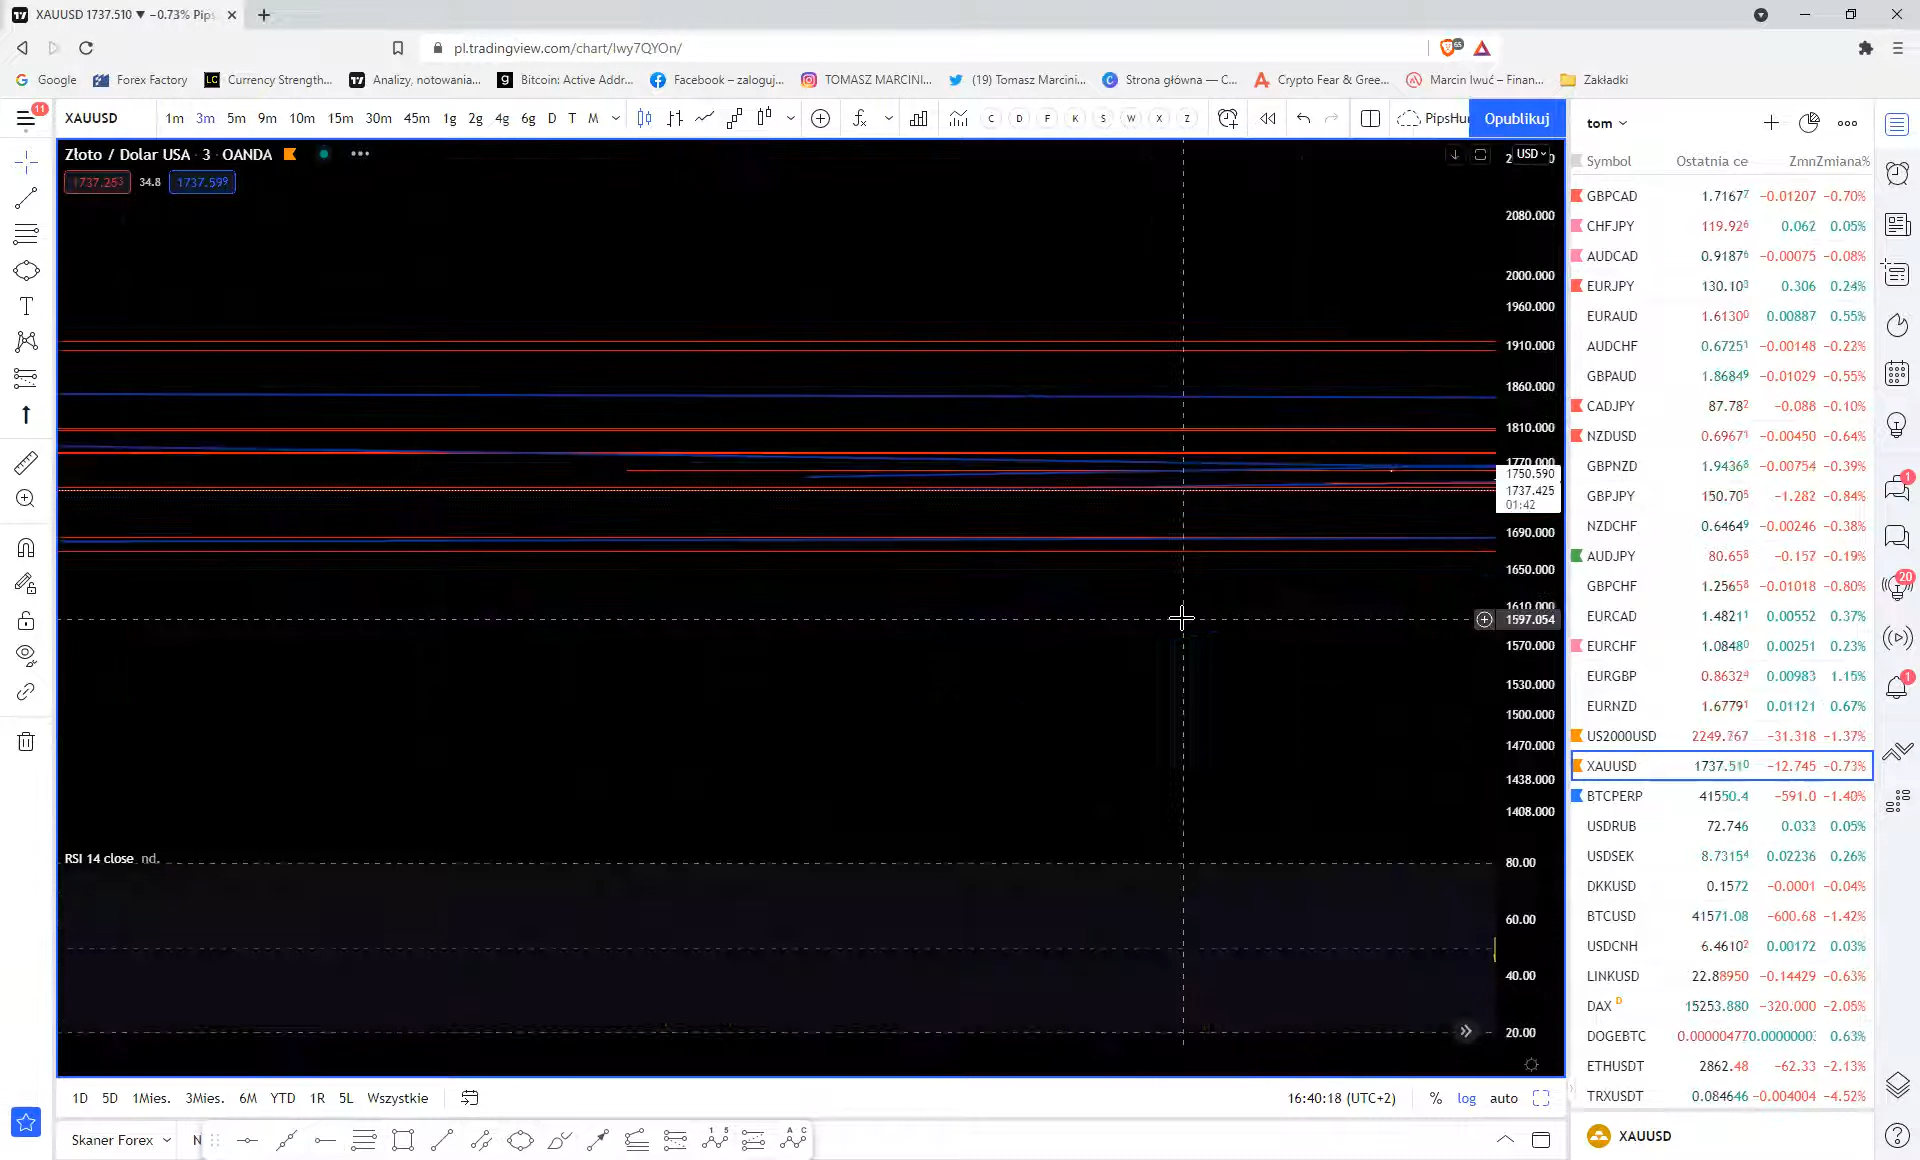 XAUUSD 1737.510 ▼ −0.73% Pips
pl.tradingview.com/chart/Iwy7QYOn/
65
Google Forex Factory Currency Strength... Analizy, notowania... Bitcoin: Active Addr... Facebook – zaloguj... TOMASZ MARCINI... (19) Tomasz Marcini... Strona główna — C... Crypto Fear & Gree... Marcin Iwuć – Finan... Zakładki
11
XAUUSD 1m 3m 5m 9m 10m 15m 30m 45m 1g 2g 4g 6g D T M C D F K S W X Z PipsHun Opublikuj
tom
Złoto / Dolar USA · 3 · OANDA
USD
1737.253 34.8 1737.599
2080.000
2000.000
1960.000
1910.000
1860.000
1810.000
1770.000
1750.590
1737.425
01:42
1690.000
1650.000
1610.000
1597.054
1570.000
1530.000
1500.000
1470.000
1438.000
1408.000
RSI 14 close nd.
80.00
60.00
40.00
20.00
Symbol Ostatnia ce Zmn Zmiana%
GBPCAD 1.71677 −0.01207 −0.70%
CHFJPY 119.926 0.062 0.05%
AUDCAD 0.91876 −0.00075 −0.08%
EURJPY 130.103 0.306 0.24%
EURAUD 1.61300 0.00887 0.55%
AUDCHF 0.67251 −0.00148 −0.22%
GBPAUD 1.86849 −0.01029 −0.55%
CADJPY 87.782 −0.088 −0.10%
NZDUSD 0.69671 −0.00450 −0.64%
GBPNZD 1.94368 −0.00754 −0.39%
GBPJPY 150.705 −1.282 −0.84%
NZDCHF 0.64649 −0.00246 −0.38%
AUDJPY 80.658 −0.157 −0.19%
GBPCHF 1.25658 −0.01018 −0.80%
EURCAD 1.48211 0.00552 0.37%
EURCHF 1.08480 0.00251 0.23%
EURGBP 0.86324 0.00983 1.15%
EURNZD 1.67791 0.01121 0.67%
US2000USD 2249.767 −31.318 −1.37%
XAUUSD 1737.510 −12.745 −0.73%
BTCPERP 41550.4 −591.0 −1.40%
USDRUB 72.746 0.033 0.05%
USDSEK 8.73154 0.02236 0.26%
DKKUSD 0.1572 −0.0001 −0.04%
BTCUSD 41571.08 −600.68 −1.42%
USDCNH 6.46102 0.00172 0.03%
LINKUSD 22.88950 −0.14429 −0.63%
DAX D 15253.880 −320.000 −2.05%
DOGEBTC 0.00000477 0.00000003 0.63%
ETHUSDT 2862.48 −62.33 −2.13%
TRXUSDT 0.084646 −0.004004 −4.52%
1
20
1
1D 5D 1Mies. 3Mies. 6M YTD 1R 5L Wszystkie
16:40:18 (UTC+2) % log auto
Skaner Forex N
XAUUSD